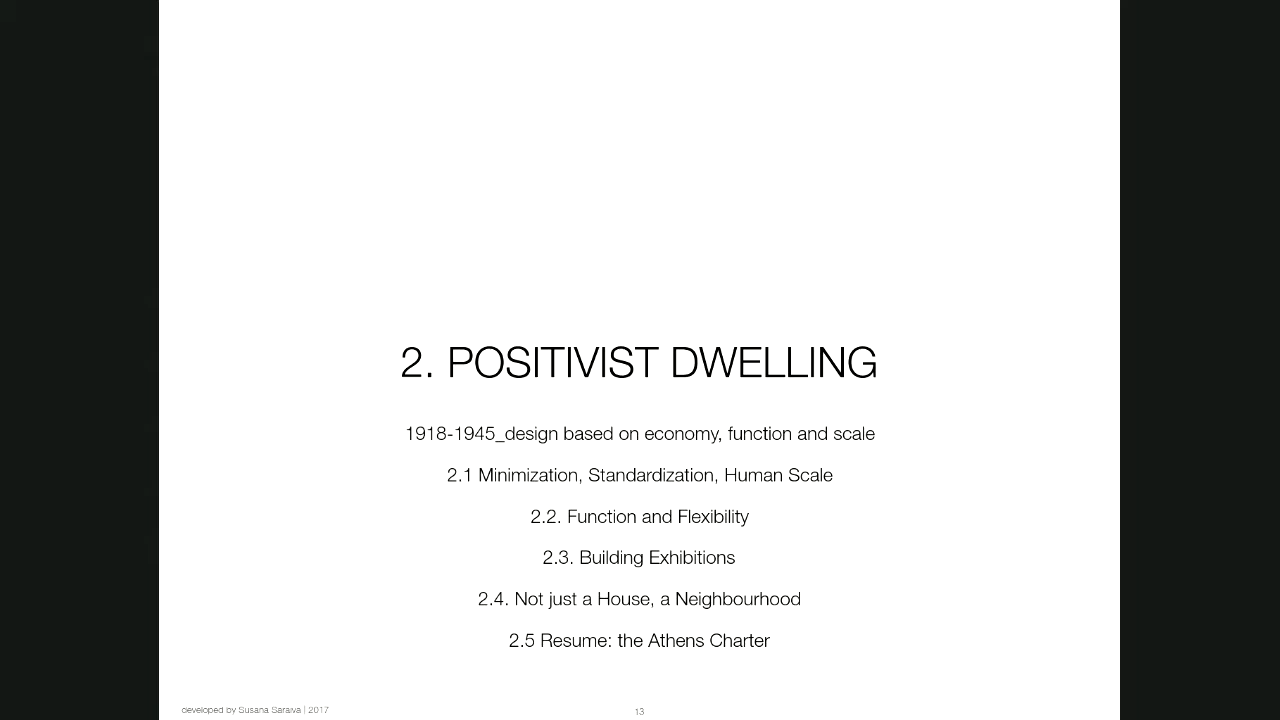 2. POSITIVIST DWELLING
1918-1945_design based on economy, function and scale
2.1 Minimization, Standardization, Human Scale
2.2. Function and Flexibility
2.3. Building Exhibitions
2.4. Not just a House, a Neighbourhood
2.5 Resume: the Athens Charter
developed by Susana Saraiva | 2017
13